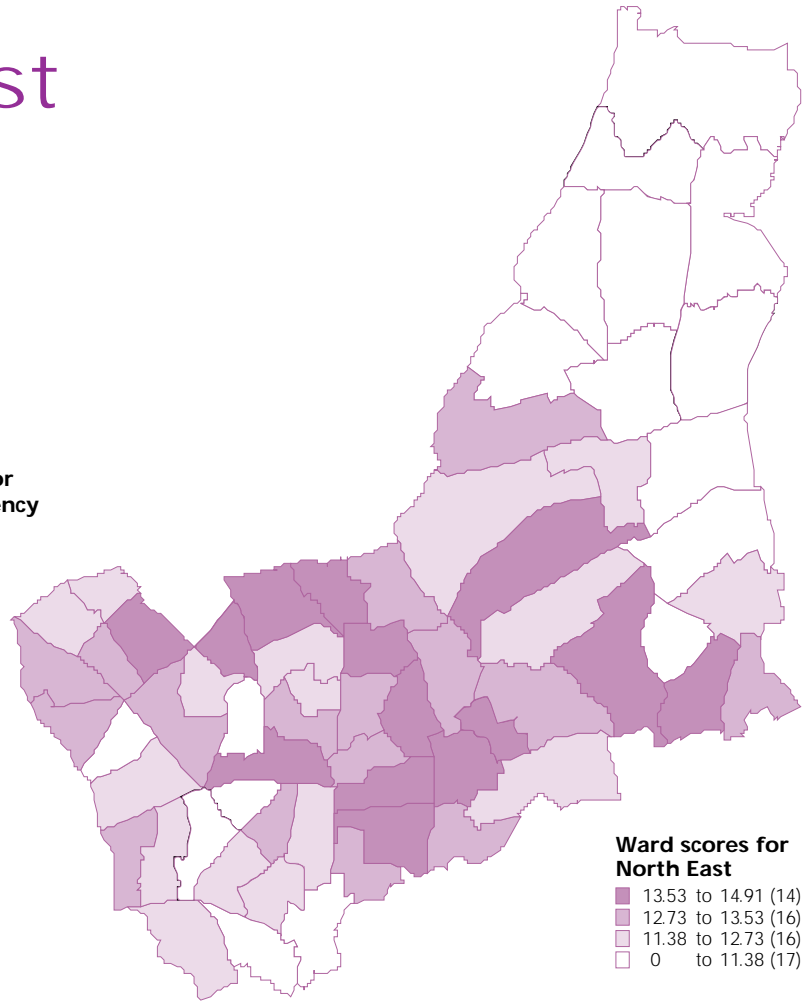 st
or
ency
Ward scores for
North East
13.53 to 14.91 (14)
12.73 to 13.53 (16)
11.38 to 12.73 (16)
0 to 11.38 (17)